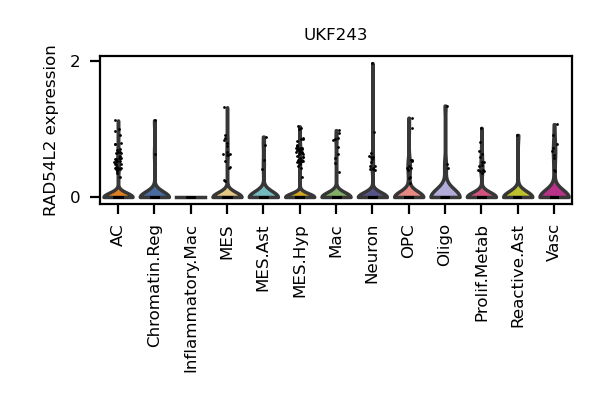 UKF243
RAD54L2 expression
2
0
AC
Chromatin.Reg
Inflammatory.Mac
MES
MES.Ast
MES.Hyp
Mac
Neuron
OPC
Oligo
Prolif.Metab
Reactive.Ast
Vasc